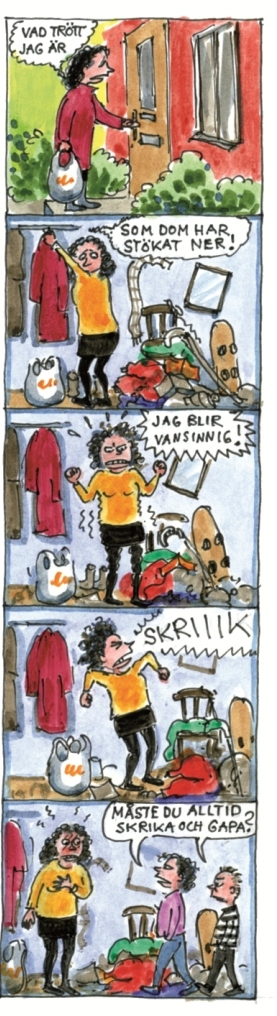 VAD TRÖTT
JAG ÄR
SOM DOM HAR
STÖKAT NER!
JAG BLIR
VANSINNIG!
SKRIIIK
MÅSTE DU ALLTID
SKRIKA OCH GAPA?